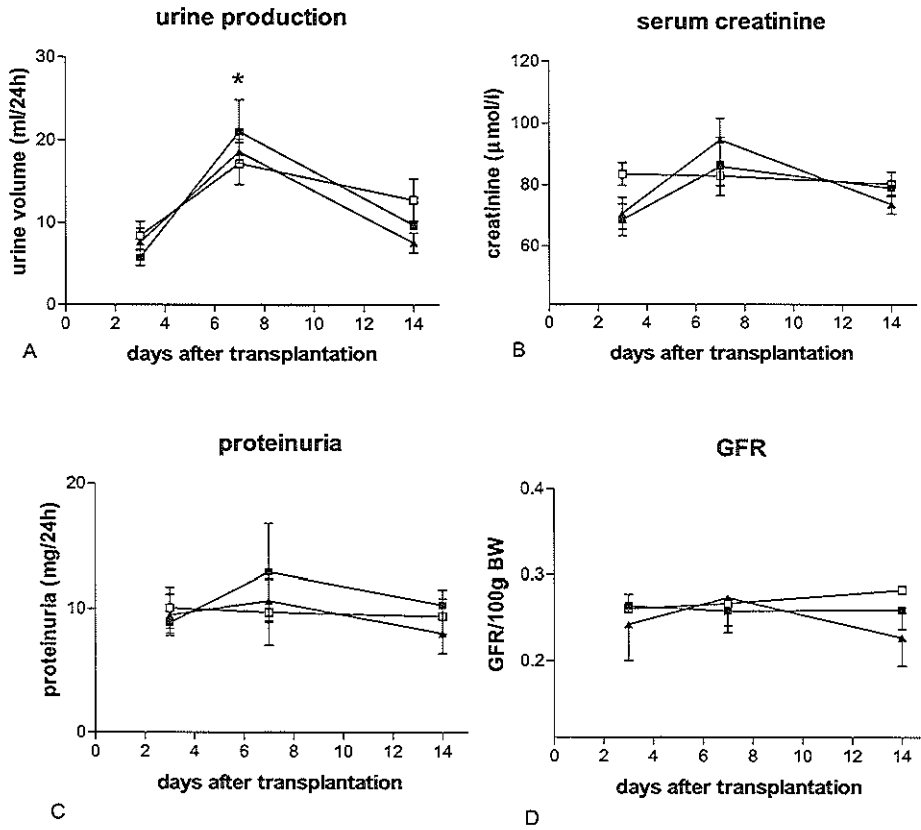 urine production
30
*
20
10
0
urine volume (ml/24h)
0 2 4 6 8 10 12 14
days after transplantation
A
serum creatinine
120
100
80
60
creatinine (µmol/l)
0 2 4 6 8 10 12 14
days after transplantation
B
proteinuria
20
10
0
proteinuria (mg/24h)
0 2 4 6 8 10 12 14
days after transplantation
C
GFR
0.4
0.3
0.2
GFR/100g BW
0 2 4 6 8 10 12 14
days after transplantation
D